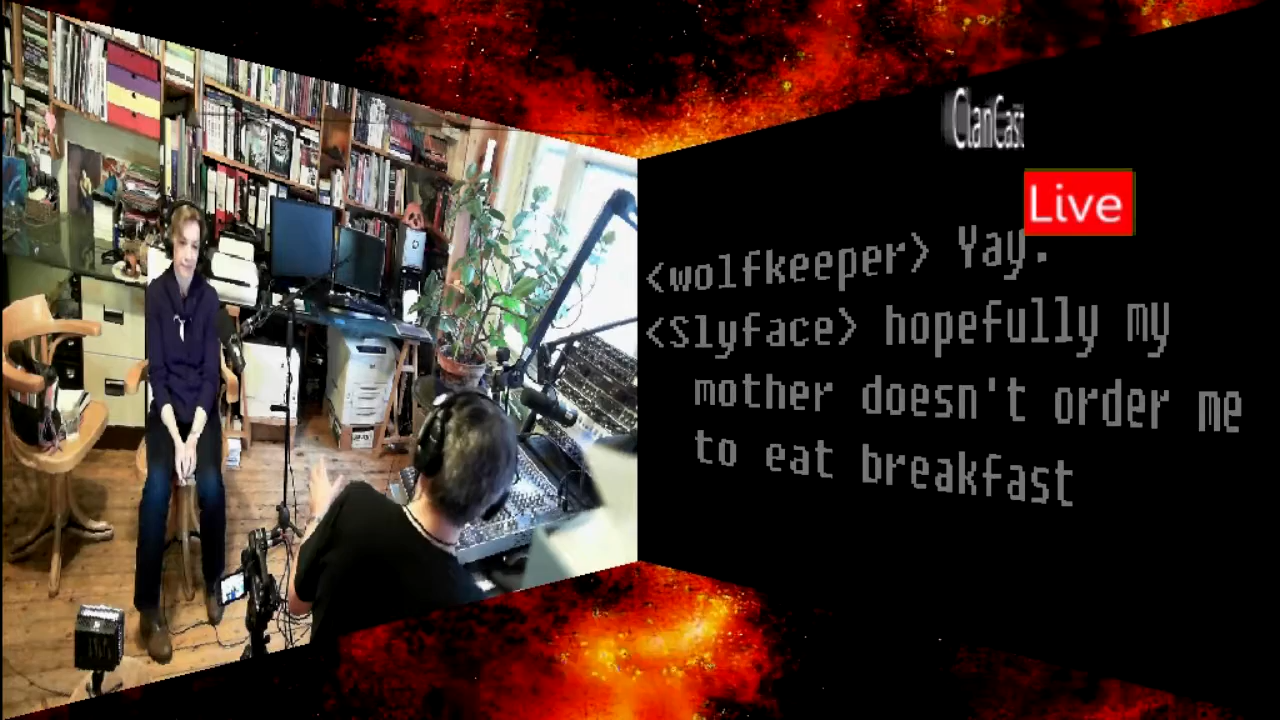 ClanCast
Live
<wolfkeeper> Yay.
<Slyface> hopefully my
mother doesn't order me
to eat breakfast